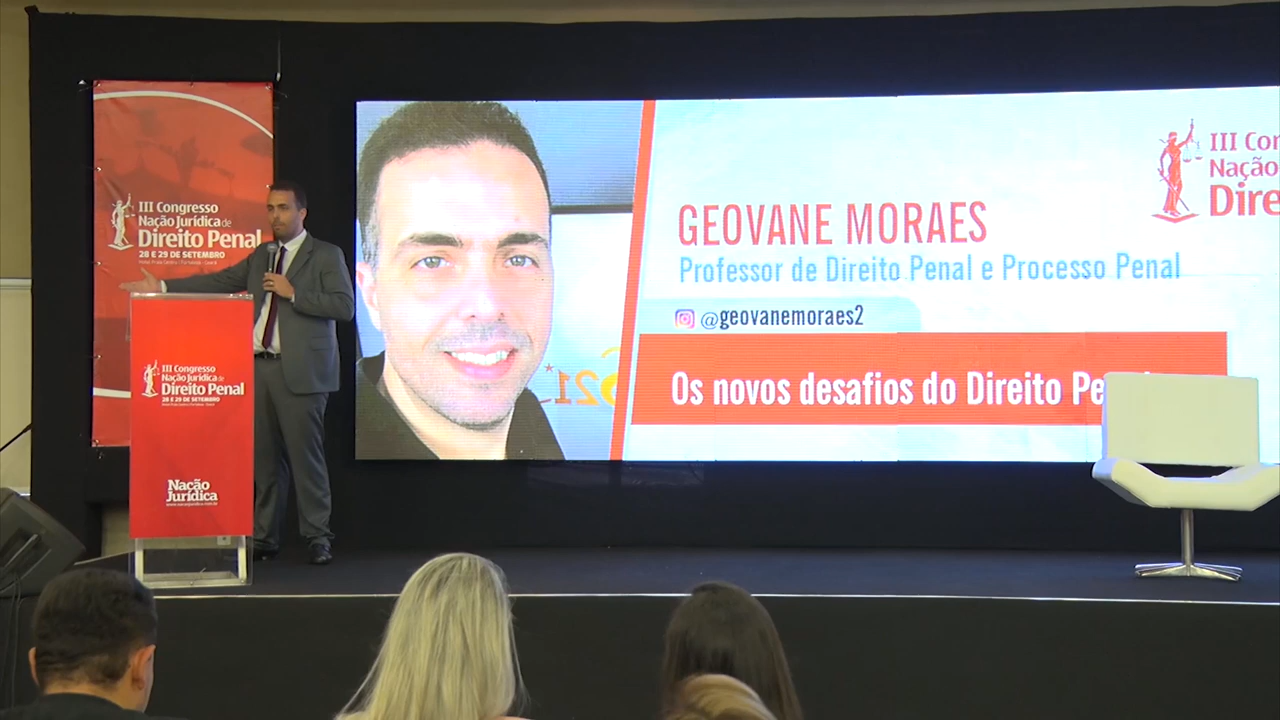 III Congresso
Nação Jurídica de
Direito Penal
28 E 29 DE SETEMBRO
III Congresso
Nação Jurídica de
Direito Penal
28 E 29 DE SETEMBRO
Nação
Jurídica
GEOVANE MORAES
Professor de Direito Penal e Processo Penal
@geovanemoraes2
Os novos desafios do Direito Pe
III Con
Nação
Dire